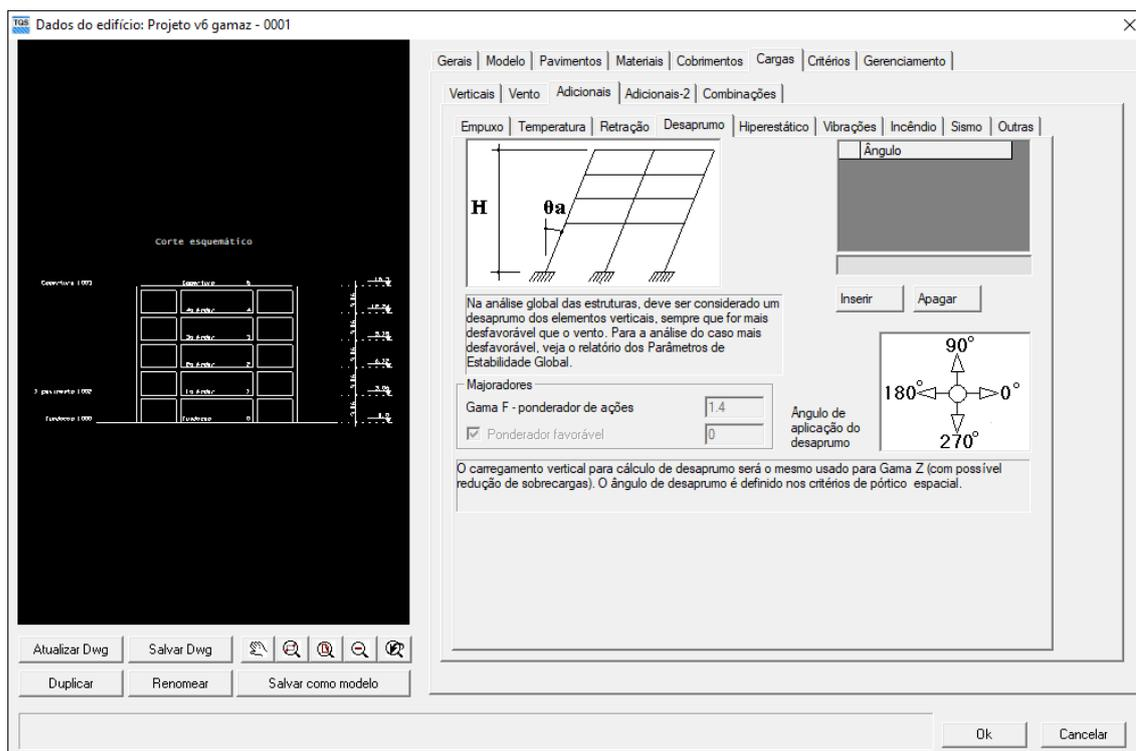 TQS Dados do edifício: Projeto v6 gamaz - 0001
Gerais Modelo Pavimentos Materiais Cobrimentos Cargas Critérios Gerenciamento
Verticais Vento Adicionais Adicionais-2 Combinações
Empuxo Temperatura Retração Desaprumo Hiperestático Vibrações Incêndio Sismo Outras
Corte esquemático
Cobertura
Fundacao
H
θa
Ângulo
Inserir Apagar
Na análise global das estruturas, deve ser considerado um
desaprumo dos elementos verticais, sempre que for mais
desfavorável que o vento. Para a análise do caso mais
desfavorável, veja o relatório dos Parâmetros de
Estabilidade Global.
Majoradores
Gama F - ponderador de ações 1.4
Ponderador favorável 0
Angulo de
aplicação do
desaprumo
90°
180° 0°
270°
O carregamento vertical para cálculo de desaprumo será o mesmo usado para Gama Z (com possível
redução de sobrecargas). O ângulo de desaprumo é definido nos critérios de pórtico espacial.
Atualizar Dwg Salvar Dwg
Duplicar Renomear Salvar como modelo
Ok Cancelar